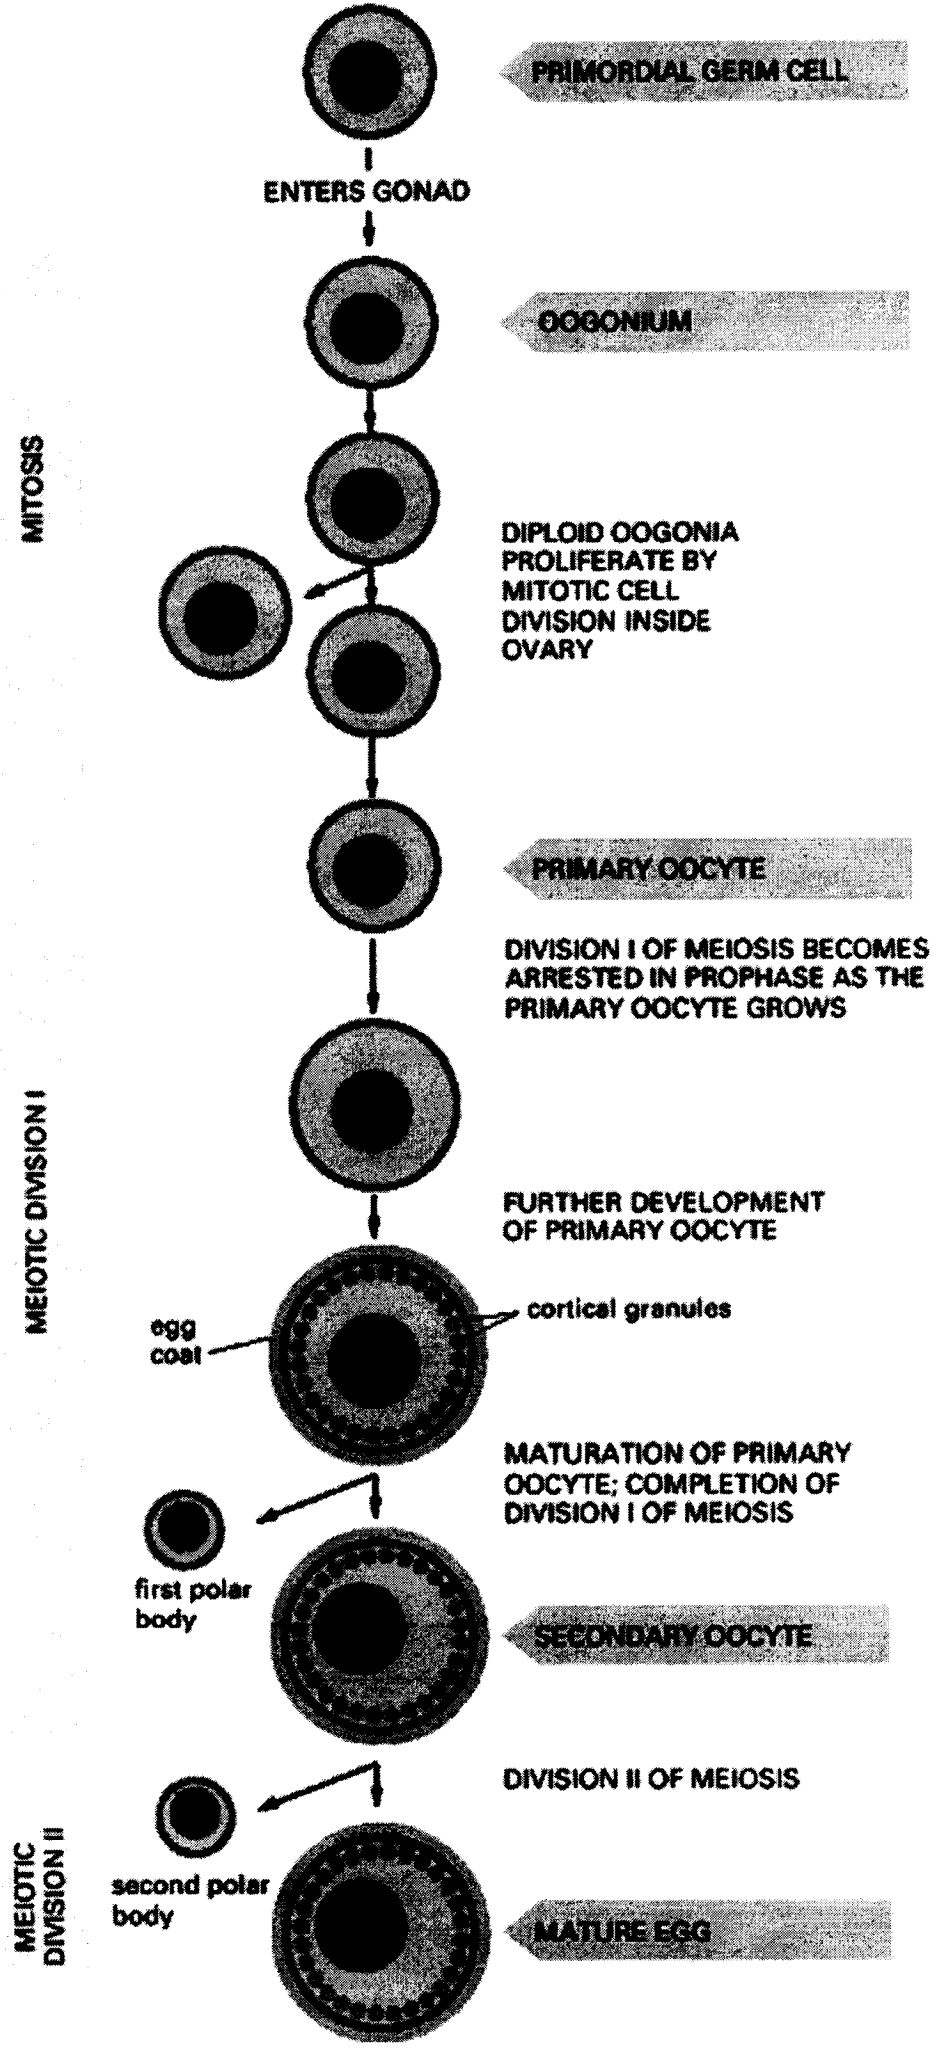 PRIMORDIAL GERM CELL
ENTERS GONAD
OOGONIUM
MITOSIS
DIPLOID OOGONIA
PROLIFERATE BY
MITOTIC CELL
DIVISION INSIDE
OVARY
PRIMARY OOCYTE
DIVISION I OF MEIOSIS BECOMES
ARRESTED IN PROPHASE AS THE
PRIMARY OOCYTE GROWS
MEIOTIC DIVISION I
FURTHER DEVELOPMENT
OF PRIMARY OOCYTE
cortical granules
egg
coat
MATURATION OF PRIMARY
OOCYTE; COMPLETION OF
DIVISION I OF MEIOSIS
first polar
body
SECONDARY OOCYTE
DIVISION II OF MEIOSIS
MEIOTIC
DIVISION II
second polar
body
MATURE EGG